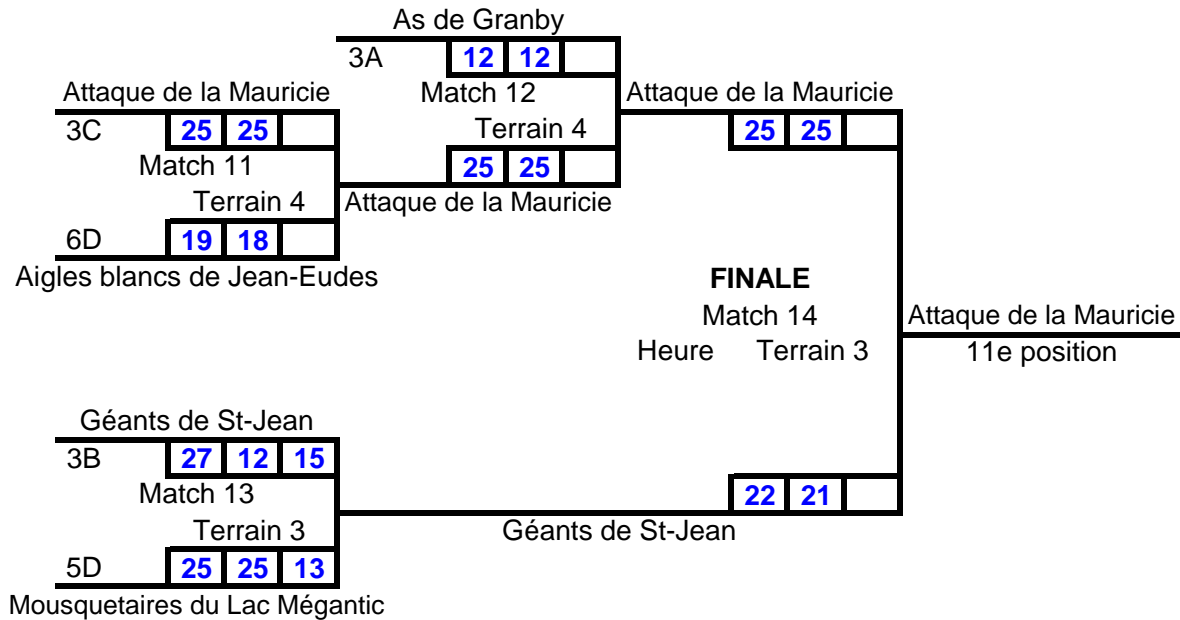 As de Granby
3A 12 12
Attaque de la Mauricie Match 12 Attaque de la Mauricie
3C 25 25 Terrain 4 25 25
Match 11 25 25
Terrain 4 Attaque de la Mauricie
6D 19 18
Aigles blancs de Jean-Eudes FINALE
Match 14 Attaque de la Mauricie
Heure Terrain 3 11e position
Géants de St-Jean
3B 27 12 15
Match 13 22 21
Terrain 3 Géants de St-Jean
5D 25 25 13
Mousquetaires du Lac Mégantic